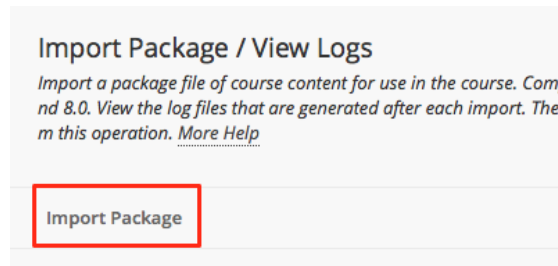 Import Package / View Logs
Import a package file of course content for use in the course. Com
nd 8.0. View the log files that are generated after each import. The
m this operation. More Help
Import Package